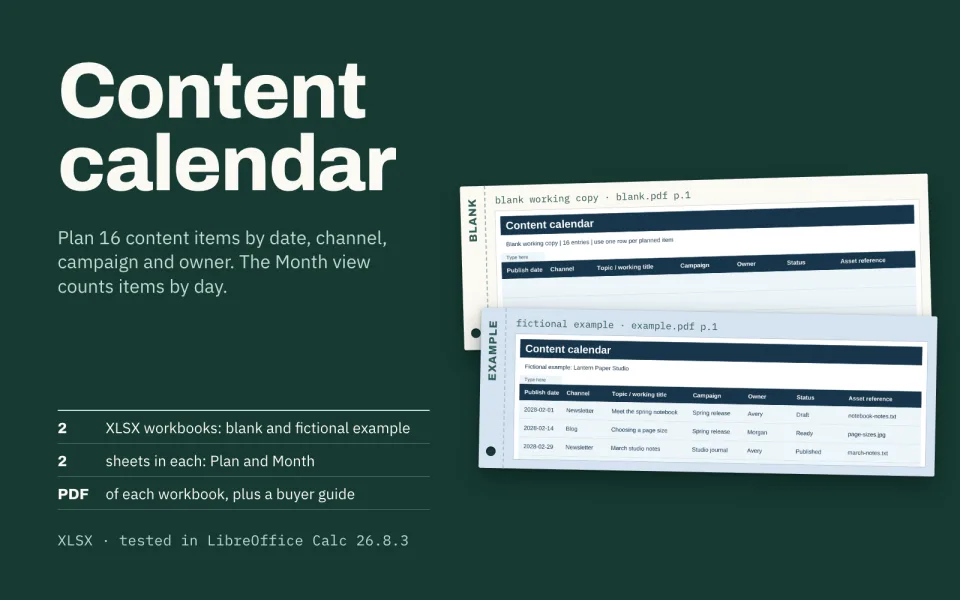 Content
calendar
Plan 16 content items by date, channel,
campaign and owner. The Month view
counts items by day.
2 XLSX workbooks: blank and fictional example
2 sheets in each: Plan and Month
PDF of each workbook, plus a buyer guide
XLSX · tested in LibreOffice Calc 26.8.3
BLANK
blank working copy · blank.pdf p.1
Content calendar
Blank working copy | 16 entries | use one row per planned item
Type here
Publish date Channel Topic / working title Campaign Owner Status Asset reference
EXAMPLE
fictional example · example.pdf p.1
Content calendar
Fictional example: Lantern Paper Studio
Type here
Publish date Channel Topic / working title Campaign Owner Status Asset reference
2028-02-01 Newsletter Meet the spring notebook Spring release Avery Draft notebook-notes.txt
2028-02-14 Blog Choosing a page size Spring release Morgan Ready page-sizes.jpg
2028-02-29 Newsletter March studio notes Studio journal Avery Published march-notes.txt